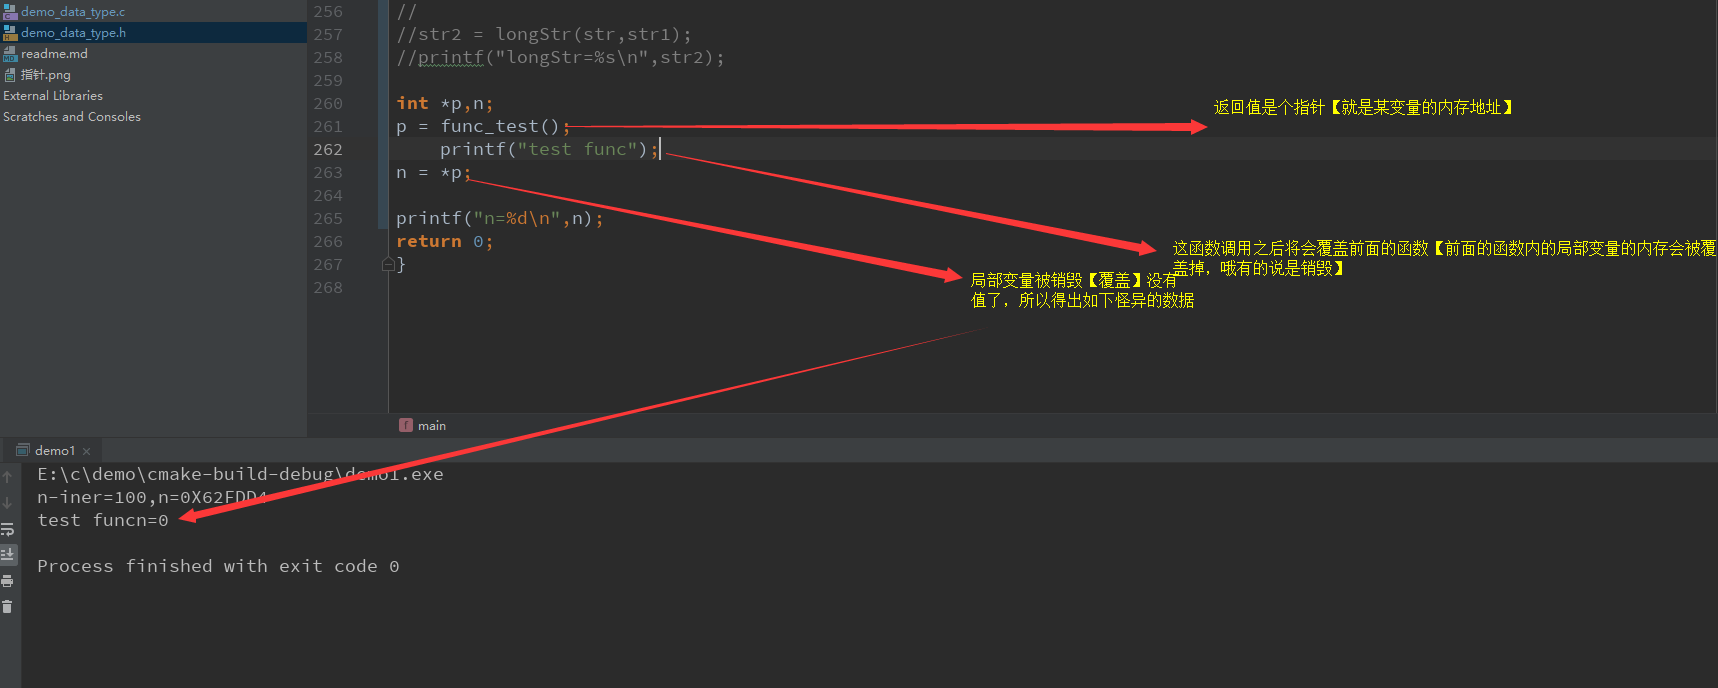 demo_data_type.c
demo_data_type.h
readme.md
指针.png
External Libraries
Scratches and Consoles
256 //
257 //str2 = longStr(str,str1);
258 //printf("longStr=%s\n",str2);
259
260 int *p,n;
261 p = func_test();
262 printf("test func");
263 n = *p;
264
265 printf("n=%d\n",n);
266 return 0;
267 }
268
返回值是个指针【就是某变量的内存地址】
这函数调用之后将会覆盖前面的函数【前面的函数内的局部变量的内存会被覆
盖掉，哦有的说是销毁】
局部变量被销毁【覆盖】没有
值了，所以得出如下怪异的数据
main
demo1
E:\c\demo\cmake-build-debug\demo1.exe
n-iner=100,n=0X62FDD4
test funcn=0
Process finished with exit code 0